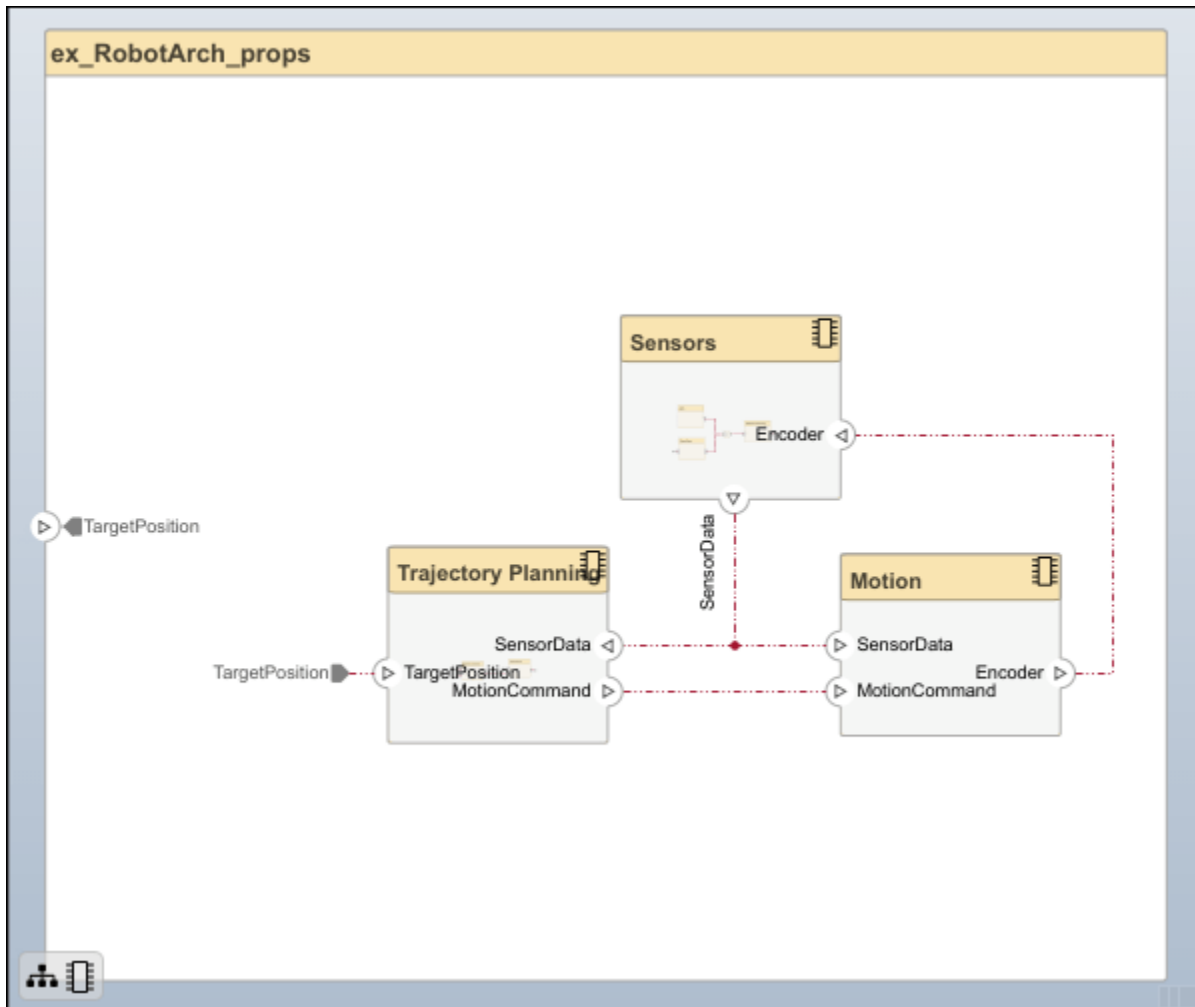 ex_RobotArch_props
Sensors
Encoder
SensorData
TargetPosition
Trajectory Planning
SensorData
TargetPosition
TargetPosition
MotionCommand
Motion
SensorData
Encoder
MotionCommand